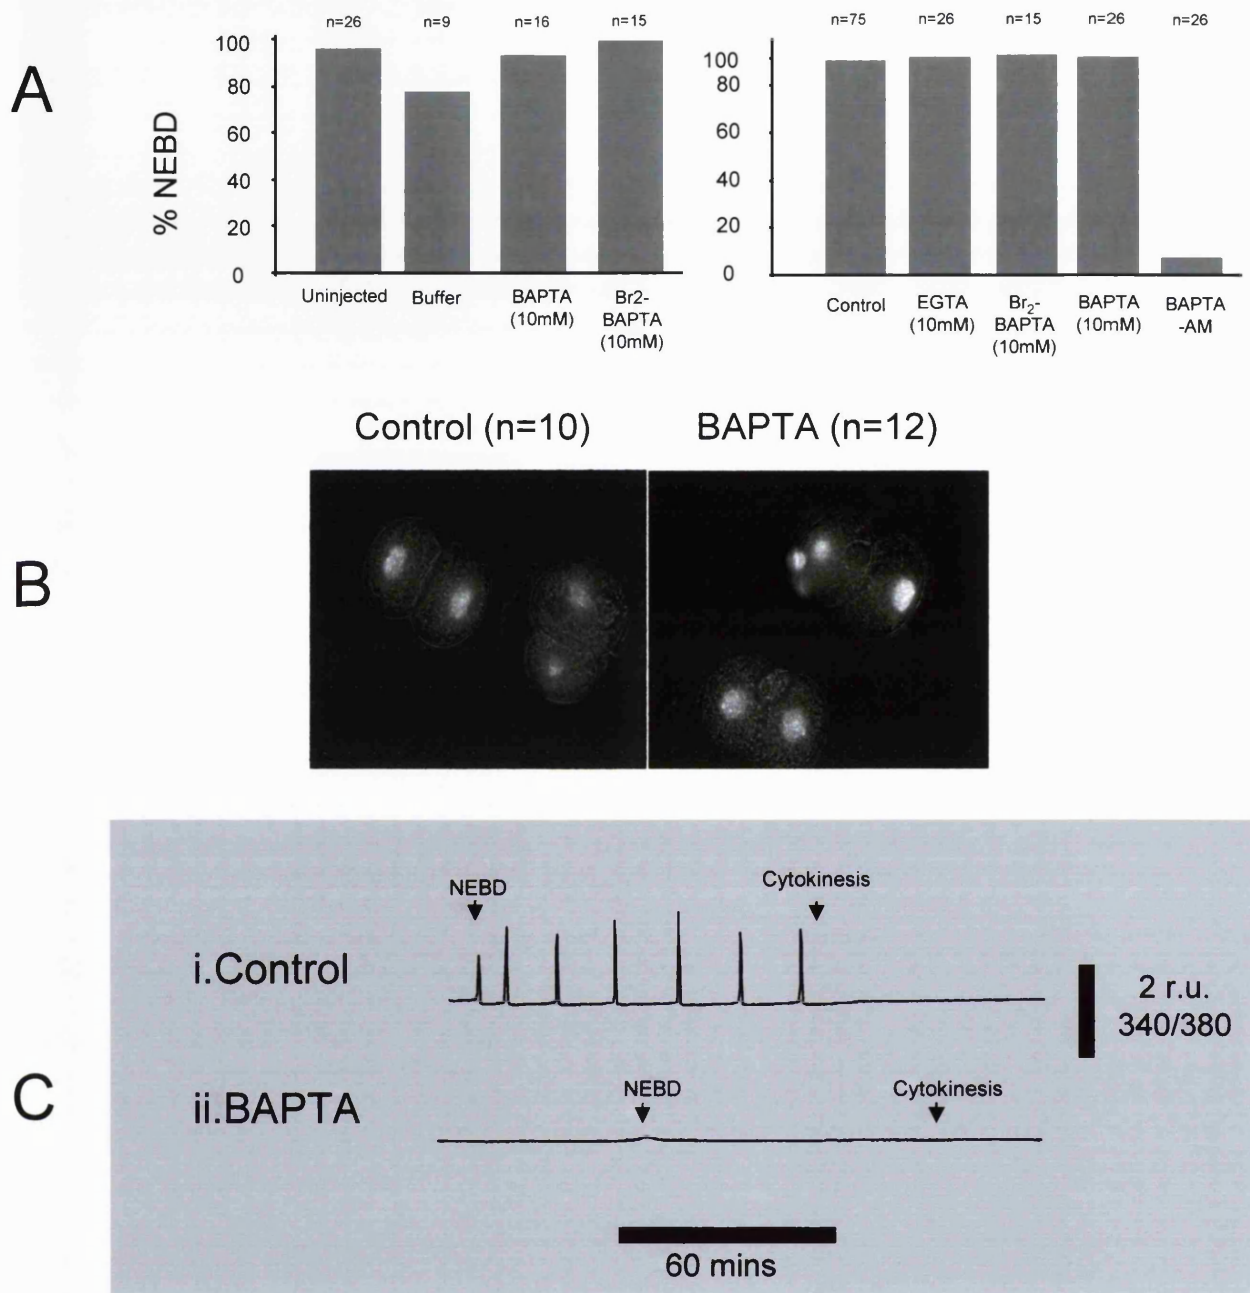 A
n=26 n=9 n=16 n=15
% NEBD
100
80
60
40
20
0
Uninjected Buffer BAPTA (10mM) Br2-BAPTA (10mM)
n=75 n=26 n=15 n=26 n=26
100
80
60
40
20
0
Control EGTA (10mM) Br₂-BAPTA (10mM) BAPTA (10mM) BAPTA-AM
B
Control (n=10) BAPTA (n=12)
C
NEBD Cytokinesis
i.Control
2 r.u.
340/380
NEBD Cytokinesis
ii.BAPTA
60 mins